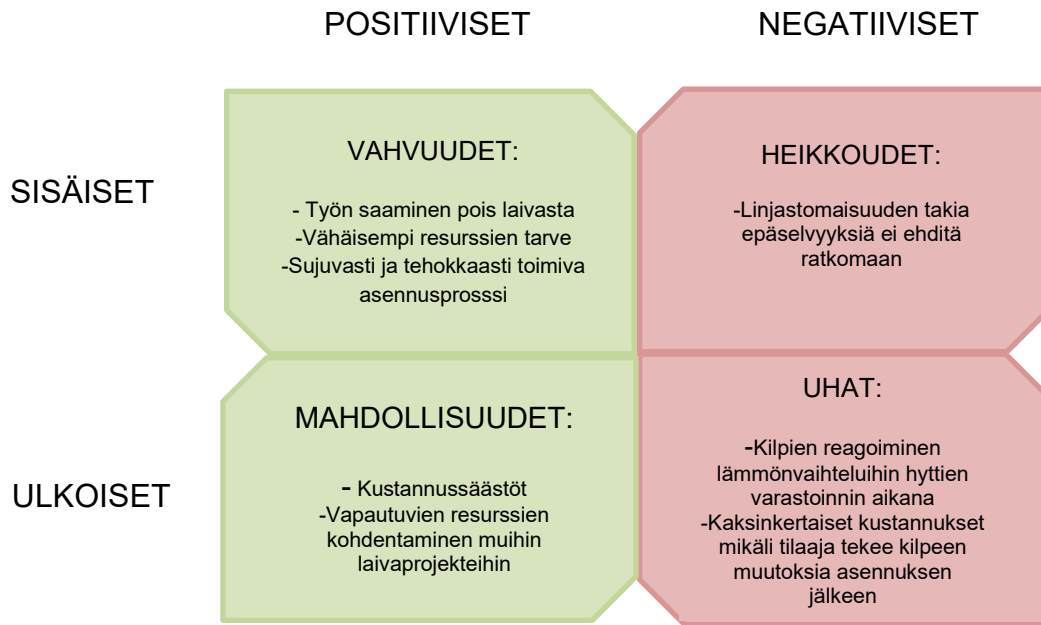 POSITIIVISET
NEGATIIVISET
SISÄISET
VAHVUUDET:
- Työn saaminen pois laivasta
-Vähäisempi resurssien tarve
-Sujuvasti ja tehokkaasti toimiva
asennusprosssi
HEIKKOUDET:
-Linjastomaisuuden takia
epäselvyyksiä ei ehditä
ratkomaan
ULKOISET
MAHDOLLISUUDET:
- Kustannussäästöt
-Vapautuvien resurssien
kohdentaminen muihin
laivaprojekteihin
UHAT:
-Kilpien reagoiminen
lämmönvaihteluihin hyttien
varastoinnin aikana
-Kaksinkertaiset kustannukset
mikäli tilaaja tekee kilpeen
muutoksia asennuksen
jälkeen